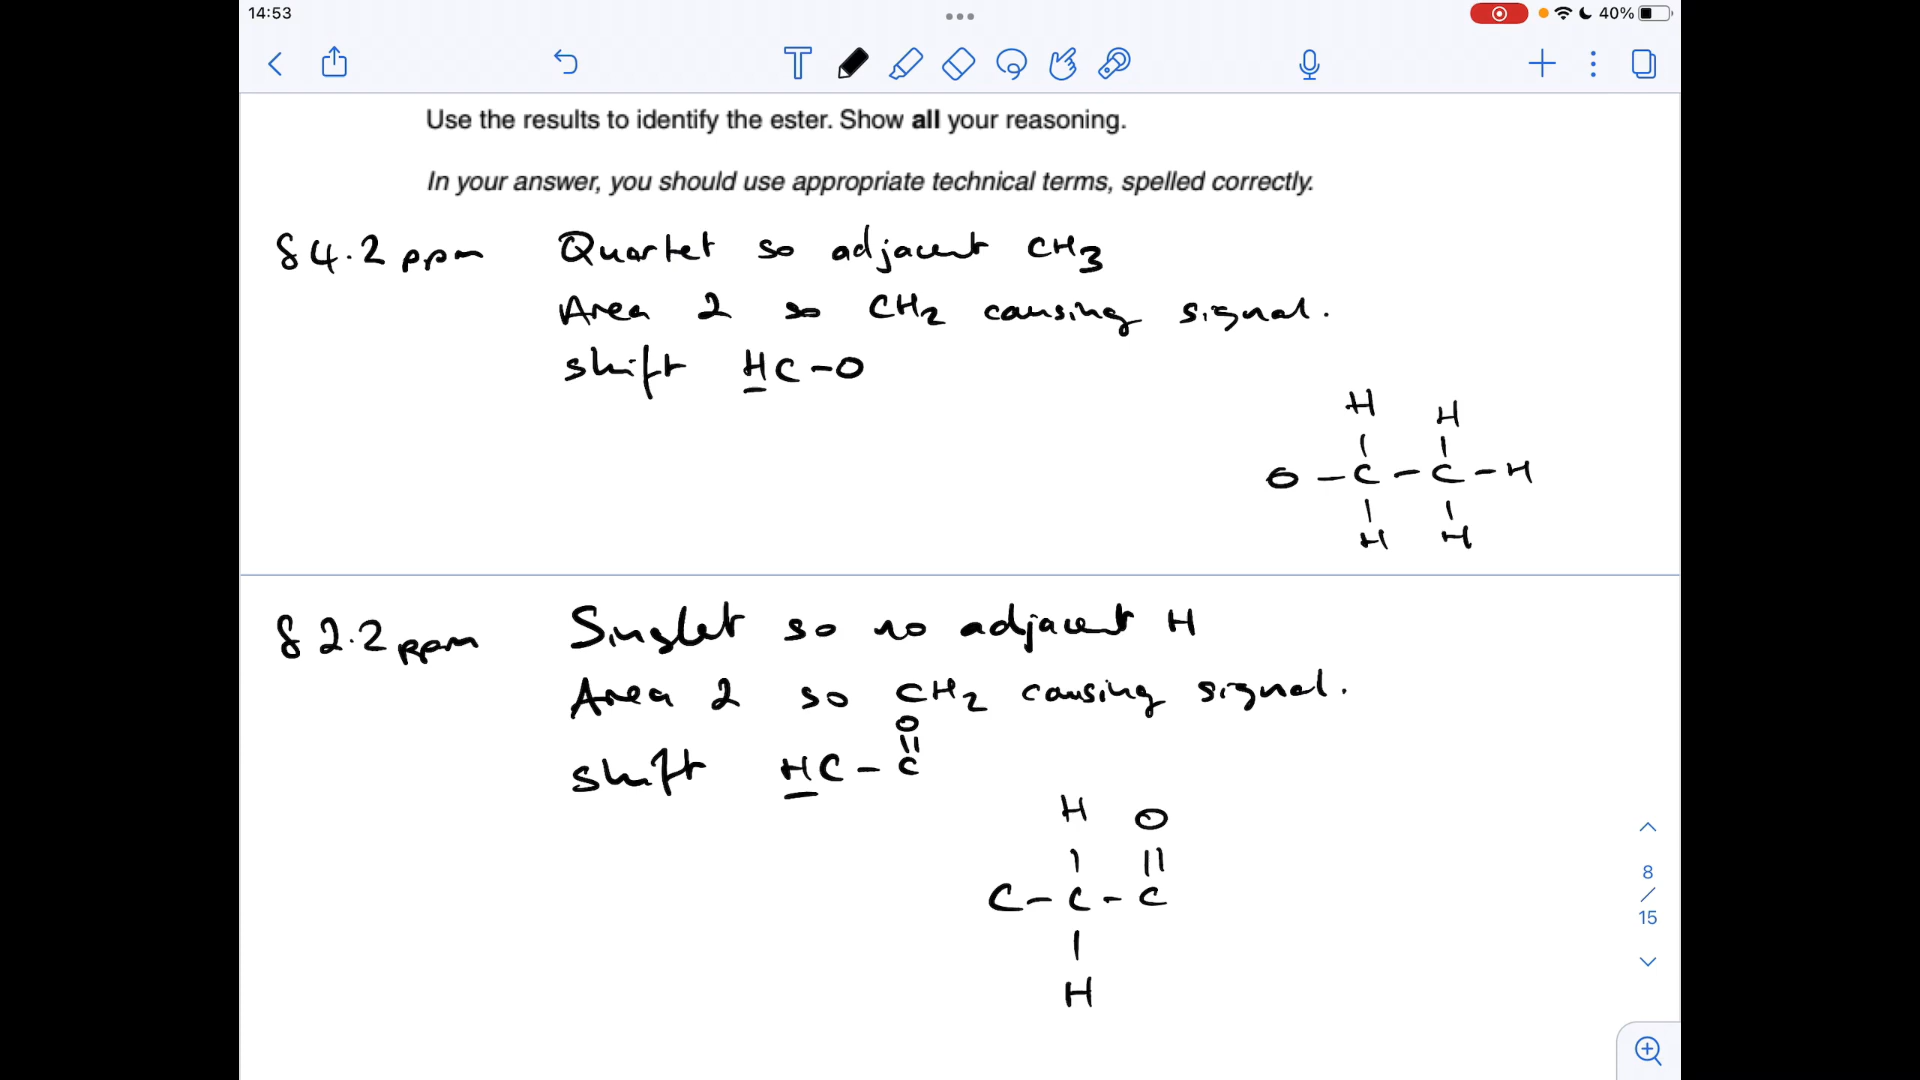 14:53
40%
Use the results to identify the ester. Show all your reasoning.
In your answer, you should use appropriate technical terms, spelled correctly.
δ 4.2 ppm Quartet so adjacent CH3
Area 2 so CH2 causing signal.
shift HC-O
H H
O-C-C-H
H H
δ 2.2 ppm Singlet so no adjacent H
Area 2 so CH2 causing signal.
O
shift HC-C
H O
C-C-C
H
8
/
15